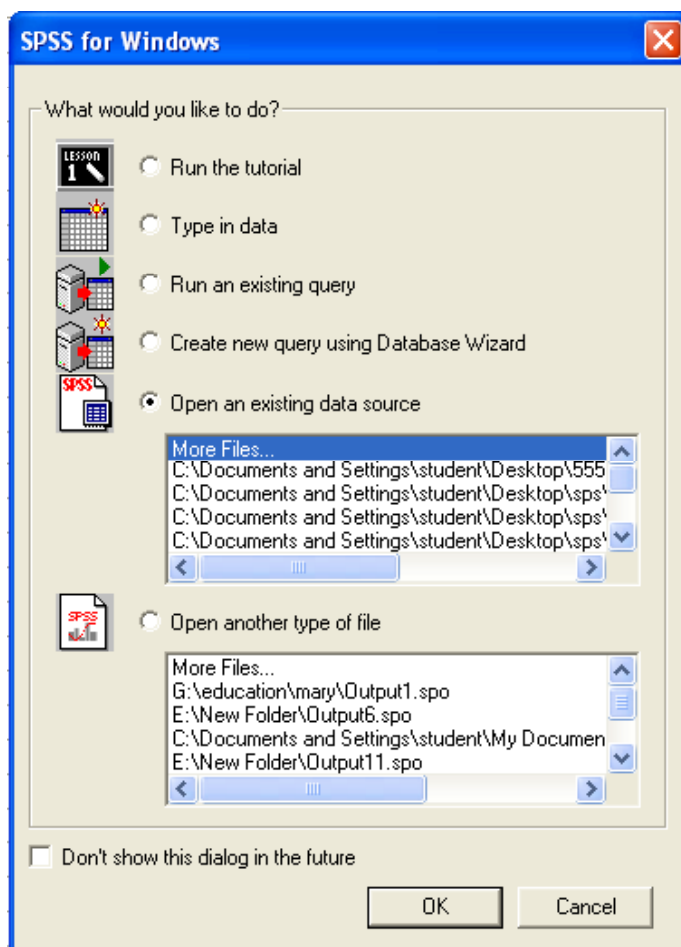 SPSS for Windows
What would you like to do?
LESSON
1
Run the tutorial
Type in data
Run an existing query
Create new query using Database Wizard
SPSS
Open an existing data source
More Files...
C:\Documents and Settings\student\Desktop\555
C:\Documents and Settings\student\Desktop\sps\
C:\Documents and Settings\student\Desktop\sps\
C:\Documents and Settings\student\Desktop\sps\
SPSS
Open another type of file
More Files...
G:\education\mary\Output1.spo
E:\New Folder\Output6.spo
C:\Documents and Settings\student\My Documen
E:\New Folder\Output11.spo
Don't show this dialog in the future
OK
Cancel